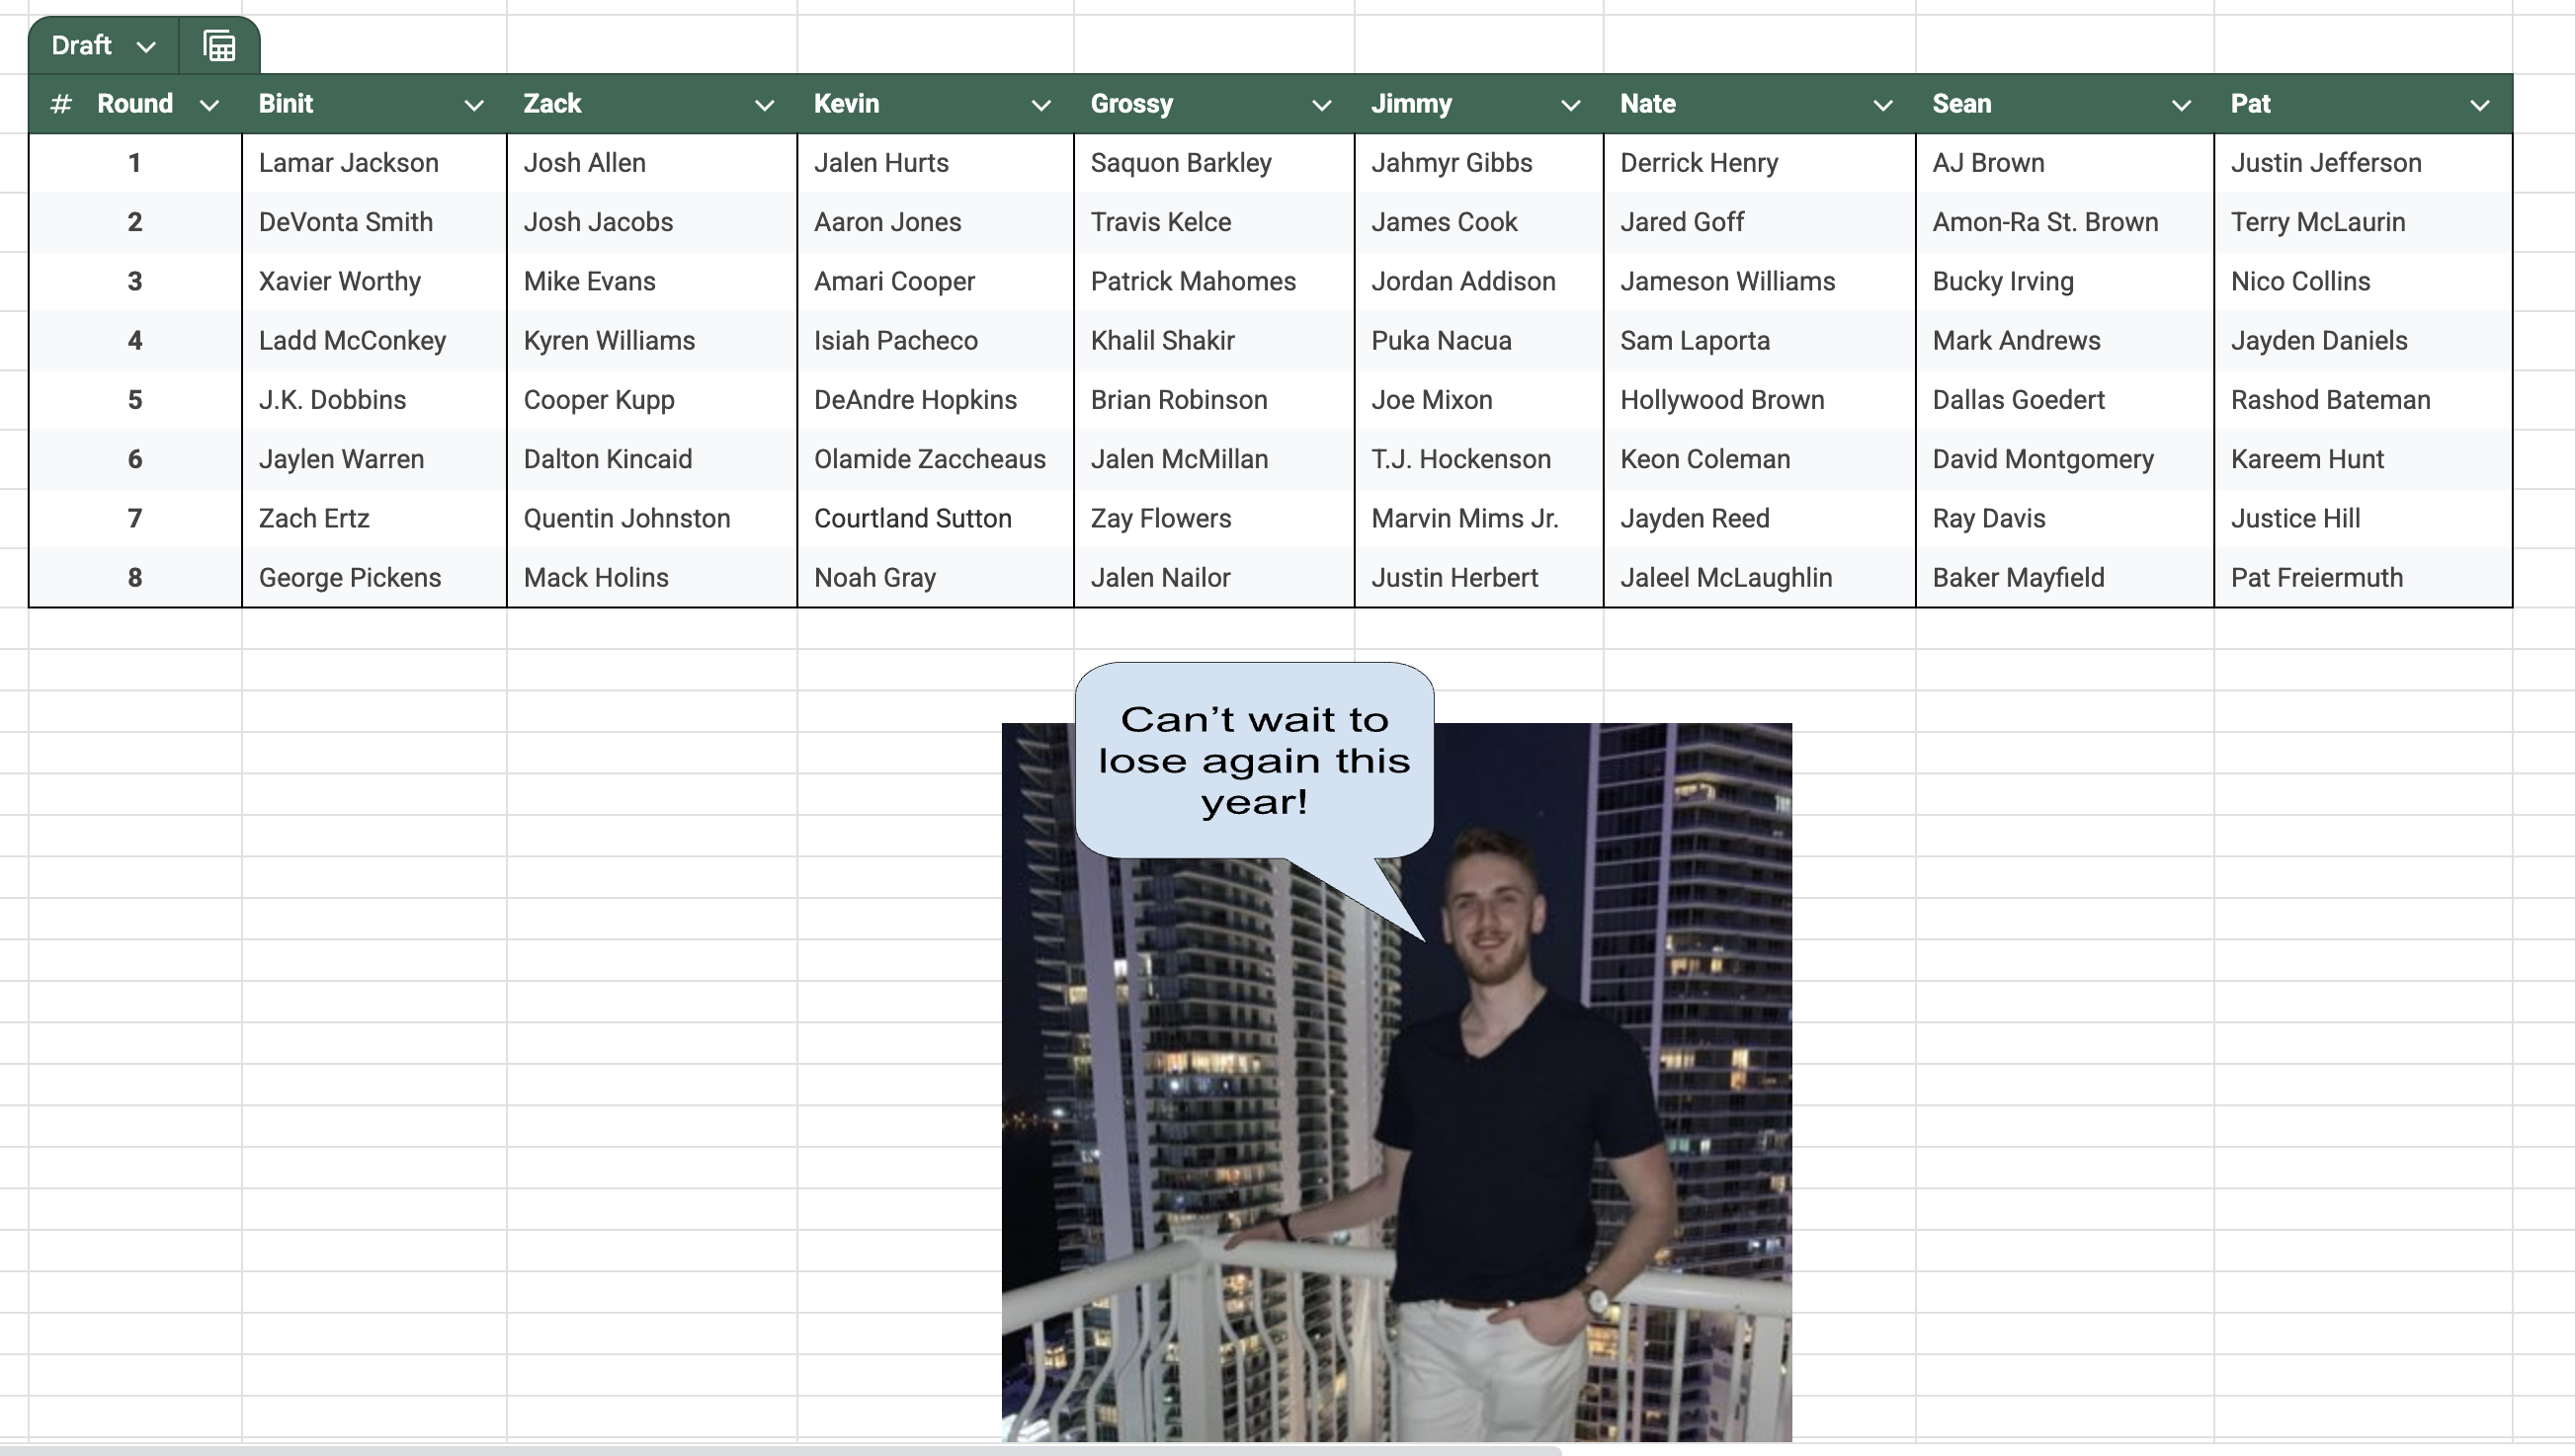 Draft
# Round Binit Zack Kevin Grossy Jimmy Nate Sean Pat
1 Lamar Jackson Josh Allen Jalen Hurts Saquon Barkley Jahmyr Gibbs Derrick Henry AJ Brown Justin Jefferson
2 DeVonta Smith Josh Jacobs Aaron Jones Travis Kelce James Cook Jared Goff Amon-Ra St. Brown Terry McLaurin
3 Xavier Worthy Mike Evans Amari Cooper Patrick Mahomes Jordan Addison Jameson Williams Bucky Irving Nico Collins
4 Ladd McConkey Kyren Williams Isiah Pacheco Khalil Shakir Puka Nacua Sam Laporta Mark Andrews Jayden Daniels
5 J.K. Dobbins Cooper Kupp DeAndre Hopkins Brian Robinson Joe Mixon Hollywood Brown Dallas Goedert Rashod Bateman
6 Jaylen Warren Dalton Kincaid Olamide Zaccheaus Jalen McMillan T.J. Hockenson Keon Coleman David Montgomery Kareem Hunt
7 Zach Ertz Quentin Johnston Courtland Sutton Zay Flowers Marvin Mims Jr. Jayden Reed Ray Davis Justice Hill
8 George Pickens Mack Holins Noah Gray Jalen Nailor Justin Herbert Jaleel McLaughlin Baker Mayfield Pat Freiermuth
Can’t wait to
lose again this
year!